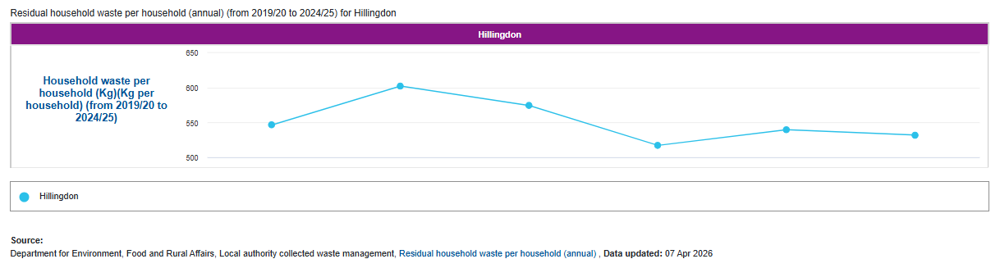 Residual household waste per household (annual) (from 2019/20 to 2024/25) for Hillingdon
Hillingdon
Household waste per
household (Kg)(Kg per
household) (from 2019/20 to
2024/25)
650
600
550
500
Hillingdon
Source:
Department for Environment, Food and Rural Affairs, Local authority collected waste management, Residual household waste per household (annual) , Data updated: 07 Apr 2026